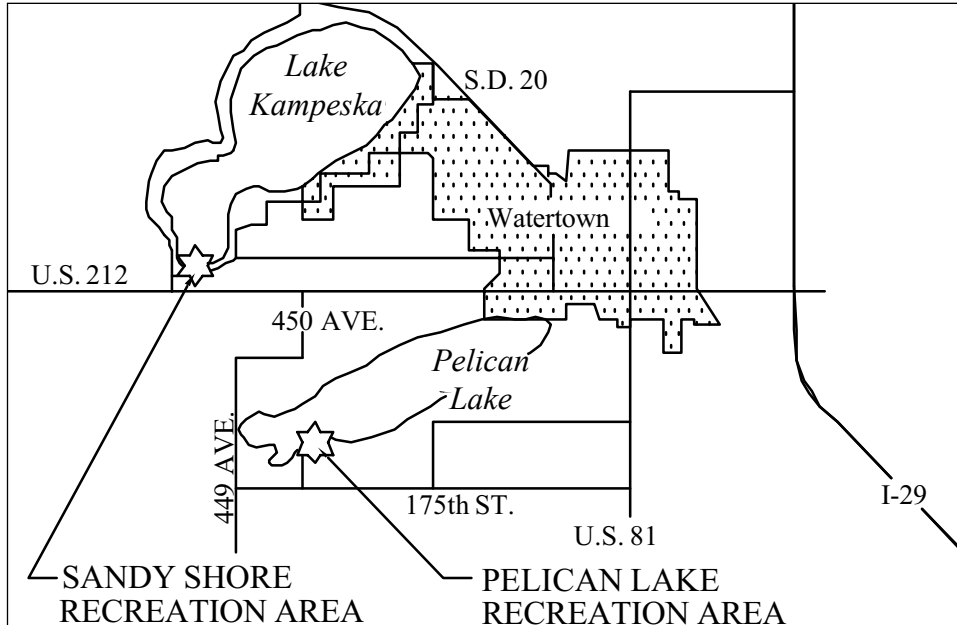 Lake
Kampeska
S.D. 20
Watertown
U.S. 212
450 AVE.
Pelican
Lake
449 AVE.
175th ST.
I-29
U.S. 81
SANDY SHORE
RECREATION AREA
PELICAN LAKE
RECREATION AREA